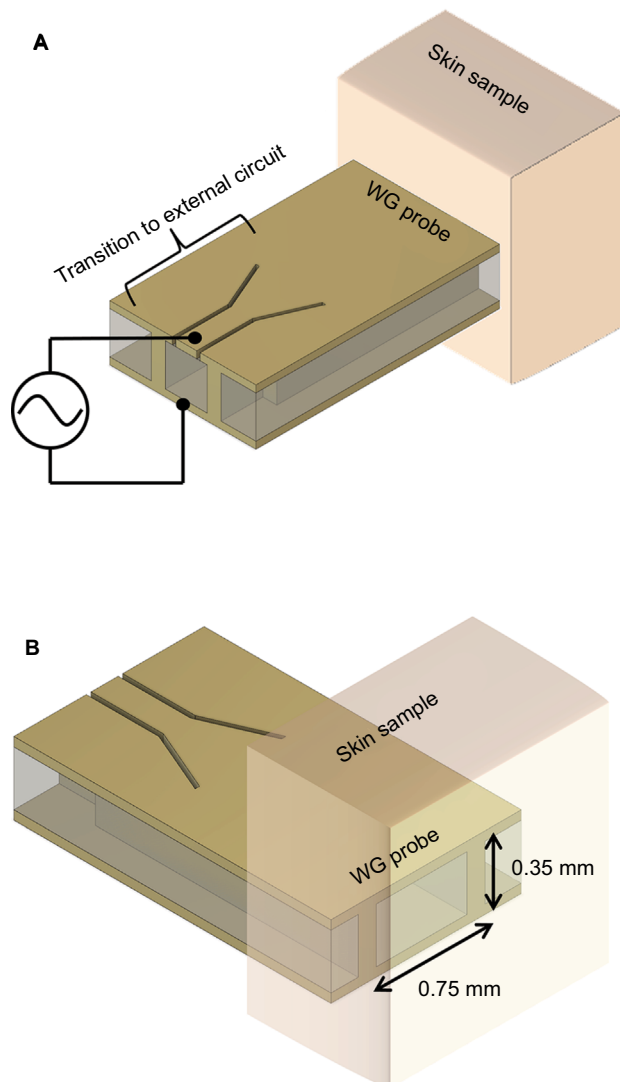 A
Skin sample
WG probe
Transition to external circuit
B
Skin sample
WG probe
0.35 mm
0.75 mm